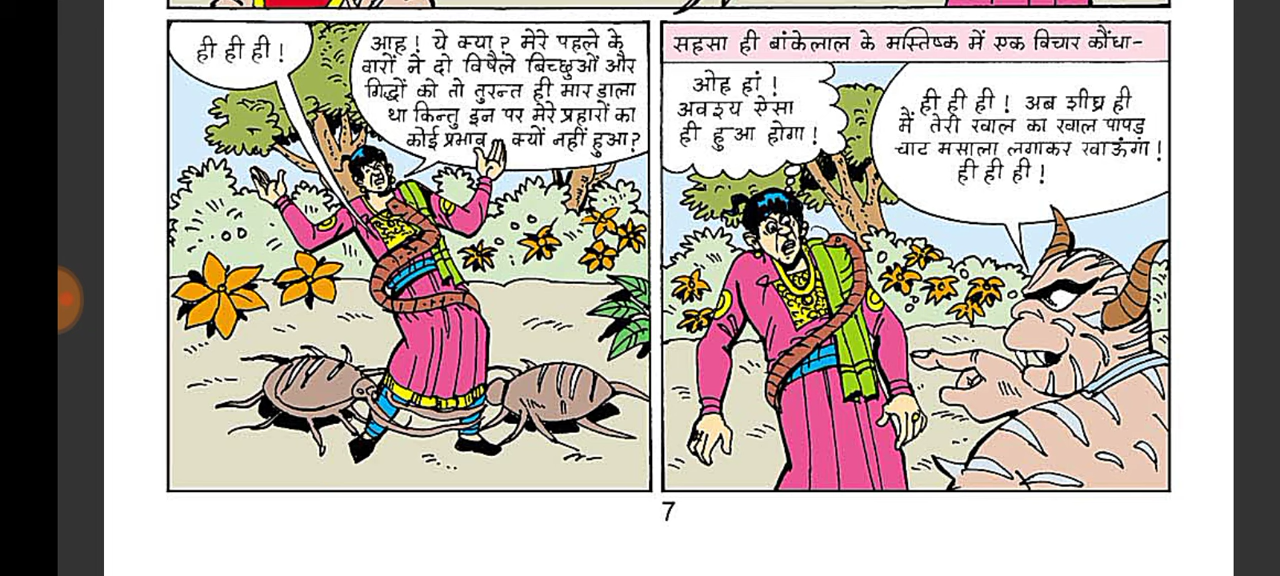 ही ही ही !
आह ! ये क्या ? मेरे पहले के
वारों ने दो विषैले बिच्छुओं और
गिद्धों को तो तुरन्त ही मार डाला
था किन्तु इन पर मेरे प्रहारों का
कोई प्रभाव क्यों नहीं हुआ ?
सहसा ही बांकेलाल के मस्तिष्क में एक विचार कौंधा-
ओह हां !
अवश्य ऐसा
ही हुआ होगा !
ही ही ही ! अब शीघ्र ही
मैं तेरी खाल का खाल पापड़
चाट मसाला लगाकर खाऊंगा !
ही ही ही !
7